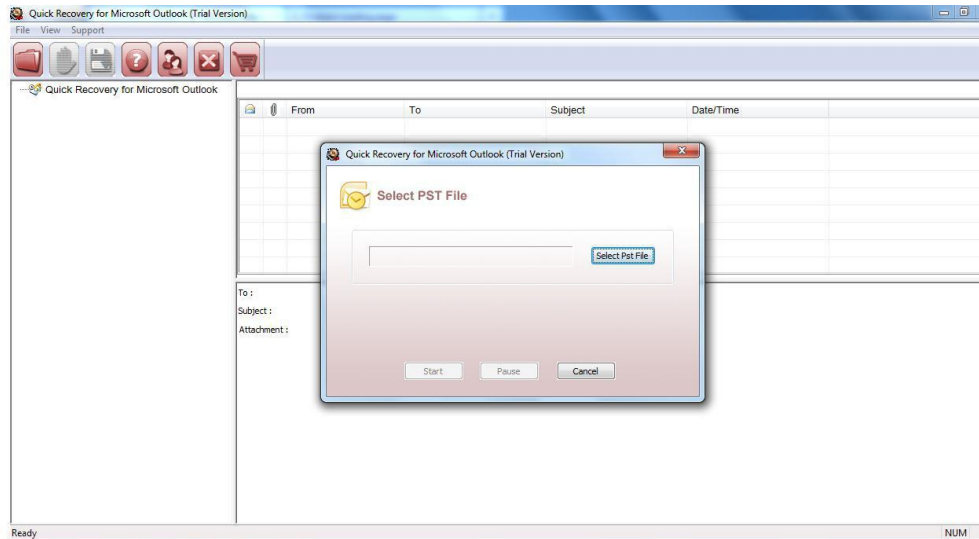 Quick Recovery for Microsoft Outlook (Trial Version)
File View Support
Quick Recovery for Microsoft Outlook
From To Subject Date/Time
Quick Recovery for Microsoft Outlook (Trial Version)
Select PST File
Select Pst File
To :
Subject :
Attachment :
Start Pause Cancel
Ready NUM